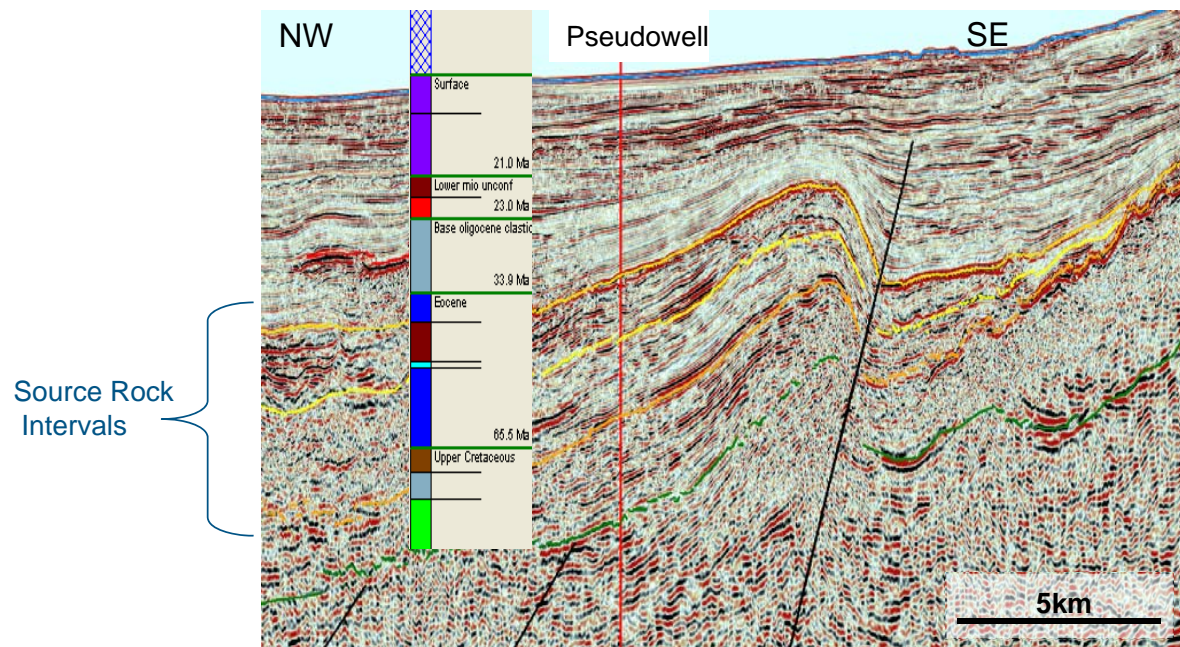 NW
Pseudowell
SE
Surface
21.0 Ma
Lower mio unconf
23.0 Ma
Base oligocene clastic
33.9 Ma
Eocene
65.5 Ma
Upper Cretaceous
Source Rock
Intervals
5km